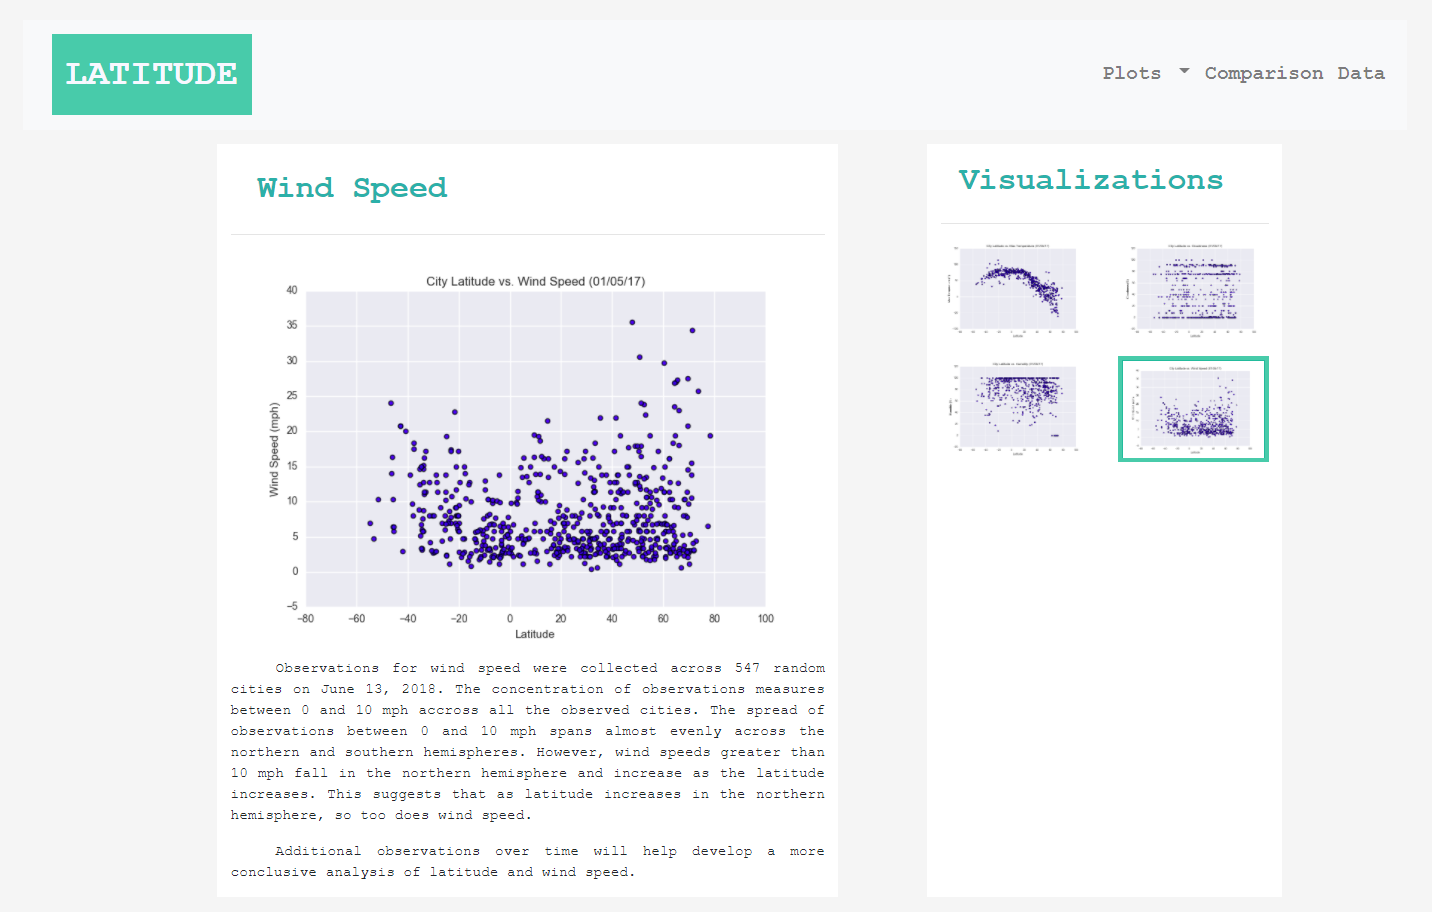 LATITUDE
Plots Comparison Data
Wind Speed
City Latitude vs. Wind Speed (01/05/17)
40
35
30
25
20
15
10
5
0
−5
Wind Speed (mph)
−80 −60 −40 −20 0 20 40 60 80 100
Latitude
Observations for wind speed were collected across 547 random
cities on June 13, 2018. The concentration of observations measures
between 0 and 10 mph accross all the observed cities. The spread of
observations between 0 and 10 mph spans almost evenly across the
northern and southern hemispheres. However, wind speeds greater than
10 mph fall in the northern hemisphere and increase as the latitude
increases. This suggests that as latitude increases in the northern
hemisphere, so too does wind speed.
Additional observations over time will help develop a more
conclusive analysis of latitude and wind speed.
Visualizations